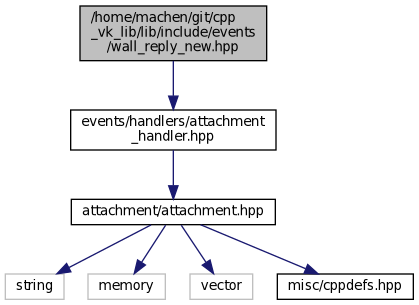 /home/machen/git/cpp
_vk_lib/lib/include/events
/wall_reply_new.hpp
events/handlers/attachment
_handler.hpp
attachment/attachment.hpp
string
memory
vector
misc/cppdefs.hpp